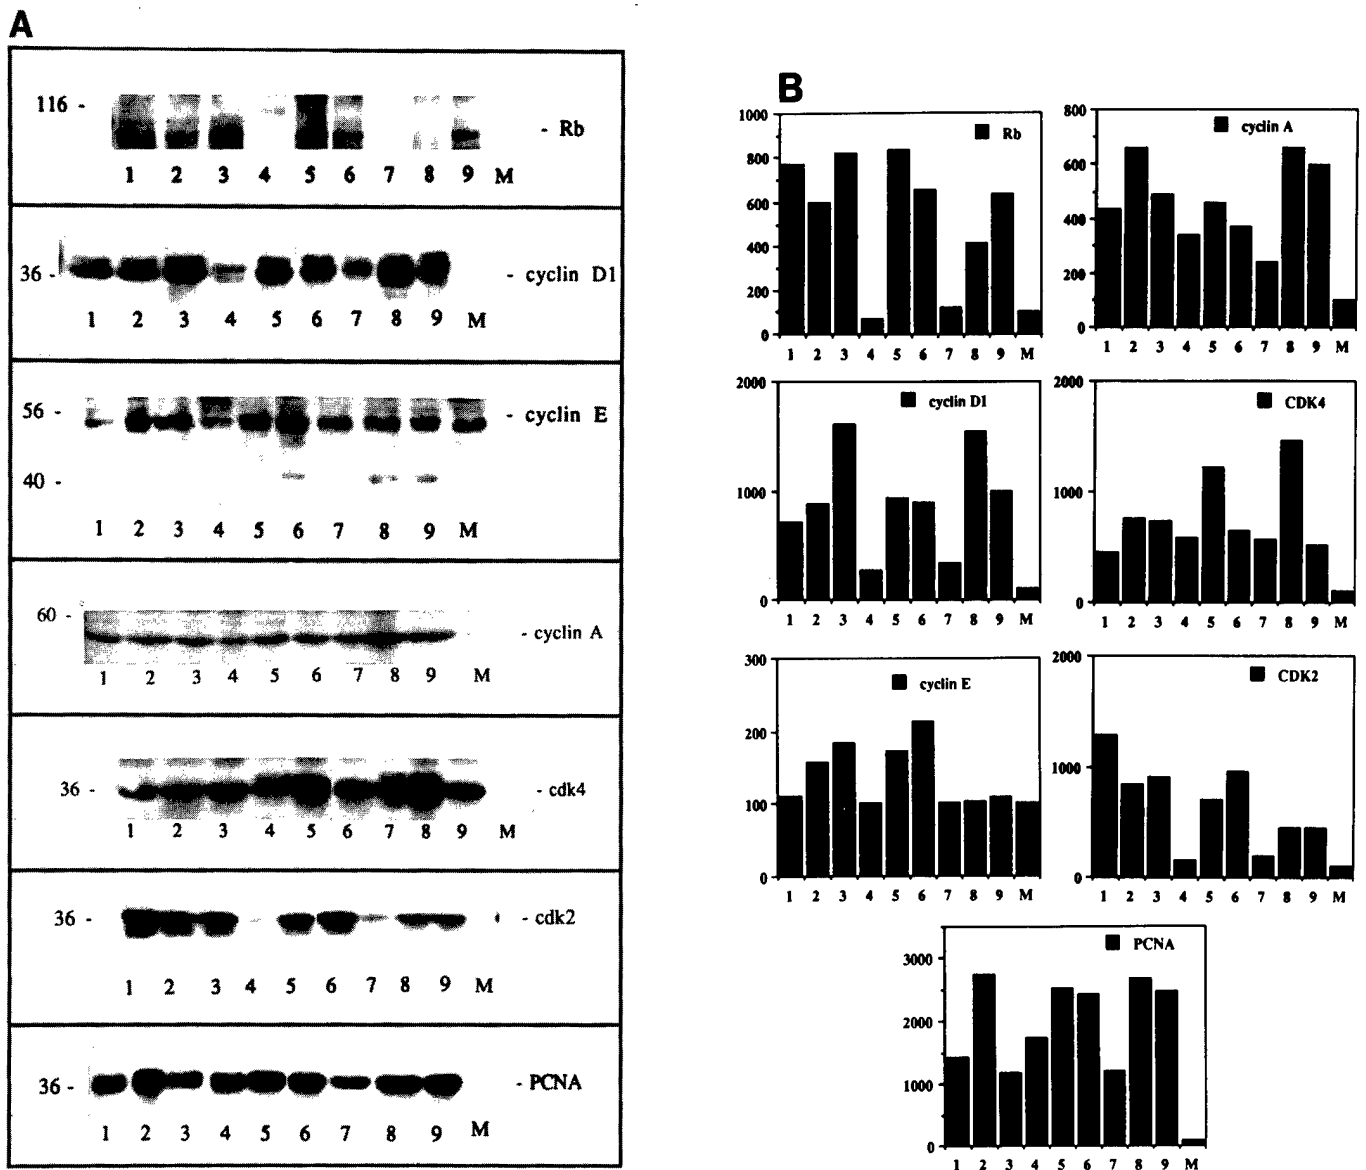 A
116 -
- Rb
1 2 3 4 5 6 7 8 9 M
36 -
- cyclin D1
1 2 3 4 5 6 7 8 9 M
56 -
- cyclin E
40 -
1 2 3 4 5 6 7 8 9 M
60 -
- cyclin A
1 2 3 4 5 6 7 8 9 M
36 -
- cdk4
1 2 3 4 5 6 7 8 9 M
36 -
- cdk2
1 2 3 4 5 6 7 8 9 M
36 -
- PCNA
1 2 3 4 5 6 7 8 9 M
B
Rb
1000
800
600
400
200
0
1 2 3 4 5 6 7 8 9 M
cyclin A
800
600
400
200
0
1 2 3 4 5 6 7 8 9 M
cyclin D1
2000
1000
0
1 2 3 4 5 6 7 8 9 M
CDK4
2000
1000
0
1 2 3 4 5 6 7 8 9 M
cyclin E
300
200
100
0
1 2 3 4 5 6 7 8 9 M
CDK2
2000
1000
0
1 2 3 4 5 6 7 8 9 M
PCNA
3000
2000
1000
0
1 2 3 4 5 6 7 8 9 M